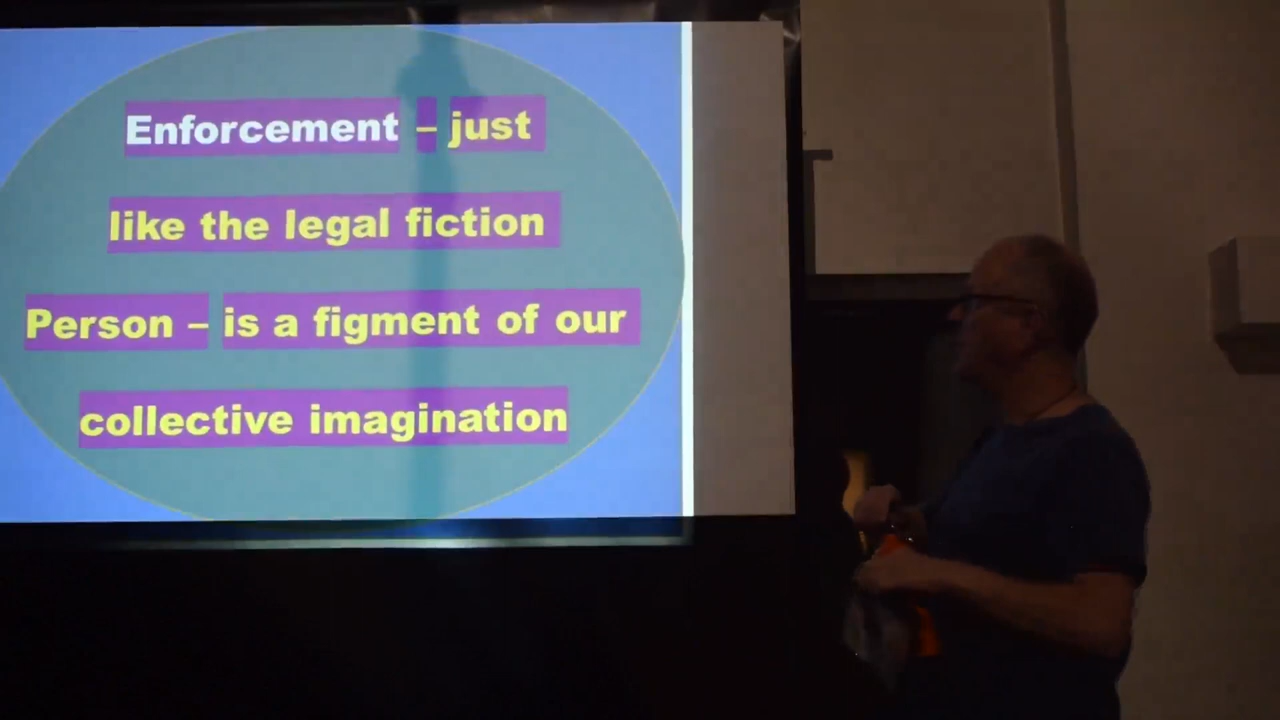 Enforcement – just
like the legal fiction
Person – is a figment of our
collective imagination